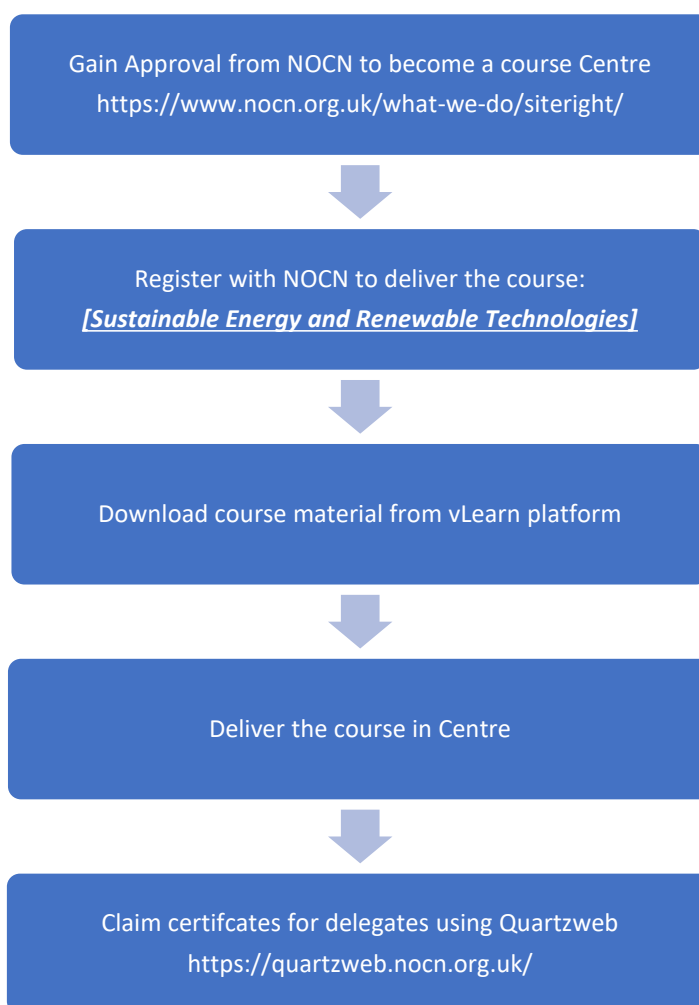 Gain Approval from NOCN to become a course Centre
https://www.nocn.org.uk/what-we-do/siteright/
Register with NOCN to deliver the course:
[Sustainable Energy and Renewable Technologies]
Download course material from vLearn platform
Deliver the course in Centre
Claim certifcates for delegates using Quartzweb
https://quartzweb.nocn.org.uk/